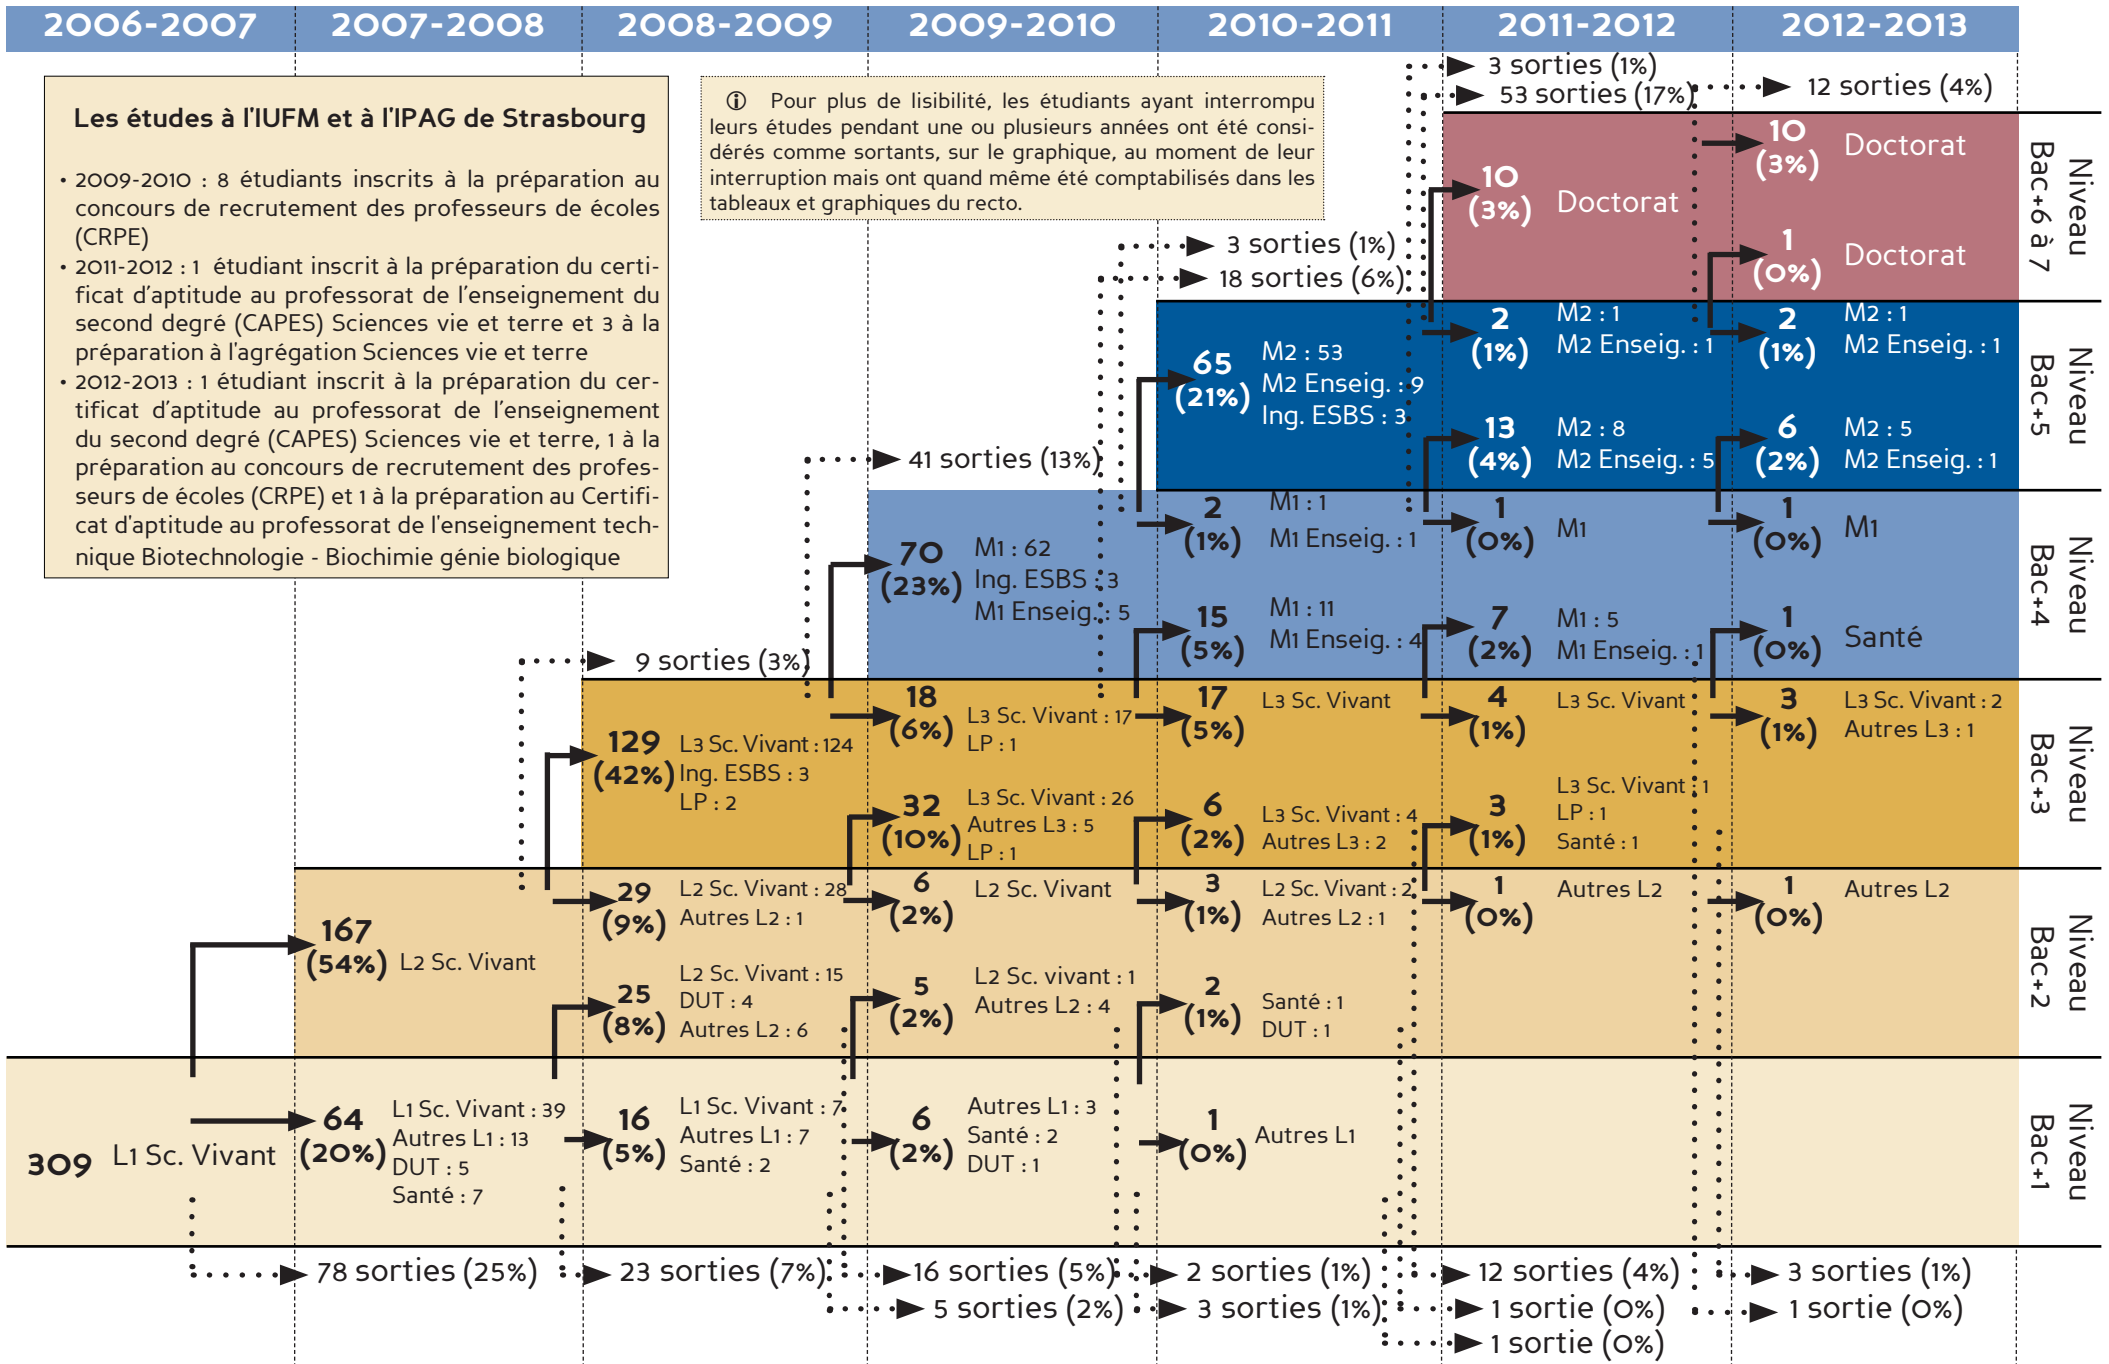 2006-2007
2007-2008
2008-2009
2009-2010
2010-2011
2011-2012
2012-2013
Les études à l'IUFM et à l'IPAG de Strasbourg
• 2009-2010 : 8 étudiants inscrits à la préparation au
concours de recrutement des professeurs de écoles
(CRPE)
• 2011-2012 : 1 étudiant inscrit à la préparation du certi-
ficat d'aptitude au professorat de l'enseignement du
second degré (CAPES) Sciences vie et terre et 3 à la
préparation à l'agrégation Sciences vie et terre
• 2012-2013 : 1 étudiant inscrit à la préparation du cer-
tificat d'aptitude au professorat de l'enseignement
du second degré (CAPES) Sciences vie et terre, 1 à la
préparation au concours de recrutement des profes-
seurs de écoles (CRPE) et 1 à la préparation au Certifi-
cat d'aptitude au professorat de l'enseignement tech-
nique Biotechnologie - Biochimie génie biologique
Pour plus de lisibilité, les étudiants ayant interrompu
leurs études pendant une ou plusieurs années ont été consi-
dérés comme sortants, sur le graphique, au moment de leur
interruption mais ont quand même été comptabilisés dans les
tableaux et graphiques du recto.
309
L1 Sc. Vivant
167
(54%)
L2 Sc. Vivant
64
(20%)
L1 Sc. Vivant : 39
Autres L1 : 13
DUT : 5
Santé : 7
78 sorties (25%)
9 sorties (3%)
129
(42%)
L3 Sc. Vivant : 124
Ing. ESBS : 3
LP : 2
29
(9%)
L2 Sc. Vivant : 28
Autres L2 : 1
25
(8%)
L2 Sc. Vivant : 15
DUT : 4
Autres L2 : 6
16
(5%)
L1 Sc. Vivant : 7
Autres L1 : 7
Santé : 2
23 sorties (7%)
41 sorties (13%)
70
(23%)
M1 : 62
Ing. ESBS : 3
M1 Enseig. : 5
18
(6%)
L3 Sc. Vivant : 17
LP : 1
32
(10%)
L3 Sc. Vivant : 26
Autres L3 : 5
LP : 1
6
(2%)
L2 Sc. Vivant
5
(2%)
L2 Sc. vivant : 1
Autres L2 : 4
6
(2%)
Autres L1 : 3
Santé : 2
DUT : 1
16 sorties (5%)
5 sorties (2%)
3 sorties (1%)
18 sorties (6%)
65
(21%)
M2 : 53
M2 Enseig. : 9
Ing. ESBS : 3
2
(1%)
M1 : 1
M1 Enseig. : 1
15
(5%)
M1 : 11
M1 Enseig. : 4
17
(5%)
L3 Sc. Vivant
6
(2%)
L3 Sc. Vivant : 4
Autres L3 : 2
3
(1%)
L2 Sc. Vivant : 2
Autres L2 : 1
2
(1%)
Santé : 1
DUT : 1
1
(0%)
Autres L1
2 sorties (1%)
3 sorties (1%)
3 sorties (1%)
53 sorties (17%)
10
(3%)
Doctorat
2
(1%)
M2 : 1
M2 Enseig. : 1
13
(4%)
M2 : 8
M2 Enseig. : 5
1
(0%)
M1
7
(2%)
M1 : 5
M1 Enseig. : 1
4
(1%)
L3 Sc. Vivant
3
(1%)
L3 Sc. Vivant : 1
LP : 1
Santé : 1
1
(0%)
Autres L2
12 sorties (4%)
1 sortie (0%)
1 sortie (0%)
12 sorties (4%)
10
(3%)
Doctorat
1
(0%)
Doctorat
2
(1%)
M2 : 1
M2 Enseig. : 1
6
(2%)
M2 : 5
M2 Enseig. : 1
1
(0%)
M1
1
(0%)
Santé
3
(1%)
L3 Sc. Vivant : 2
Autres L3 : 1
1
(0%)
Autres L2
3 sorties (1%)
1 sortie (0%)
Niveau
Bac+6 à 7
Niveau
Bac+5
Niveau
Bac+4
Niveau
Bac+3
Niveau
Bac+2
Niveau
Bac+1